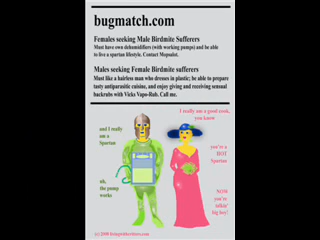 bugmatch.com
Females seeking Male Birdmite Sufferers
Must have own dehumidifiers (with working pumps) and be able
to live a spartan lifestyle. Contact Mopsalot.
Males seeking Female Birdmite sufferers
Must like a hairless man who dresses in plastic; be able to prepare
tasty antiparasitic cuisine, and enjoy giving and receiving sensual
backrubs with Vicks Vapo-Rub. Call me.
I really am a good cook,
you know
and I really
am a
Spartan
you're a
HOT
Spartan
uh,
the pump
works
NOW
you're
talkin'
big boy!
(c) 2008